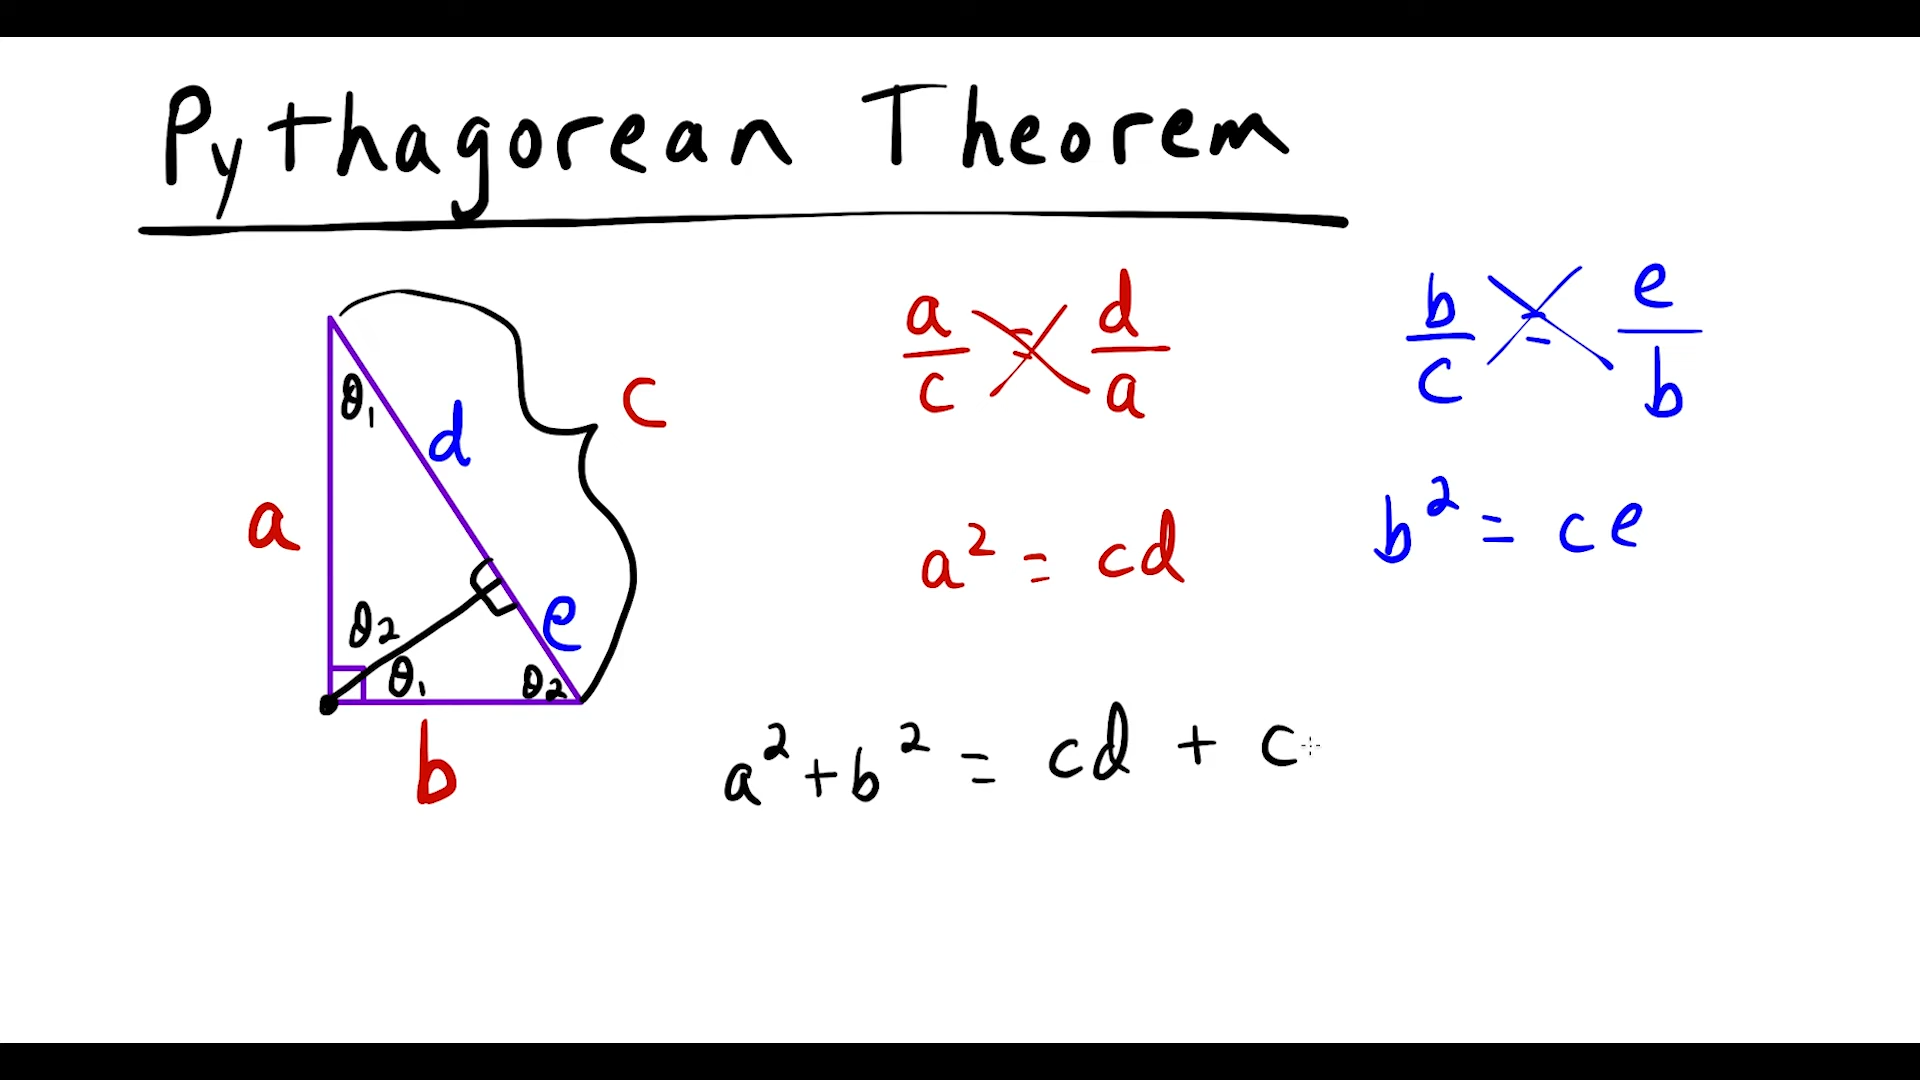 Pythagorean Theorem
θ₁
d
c
a
θ₂
e
θ₁
θ₂
b
a/c = d/a
b/c = e/b
a² = cd
b² = ce
a² + b² = cd + c